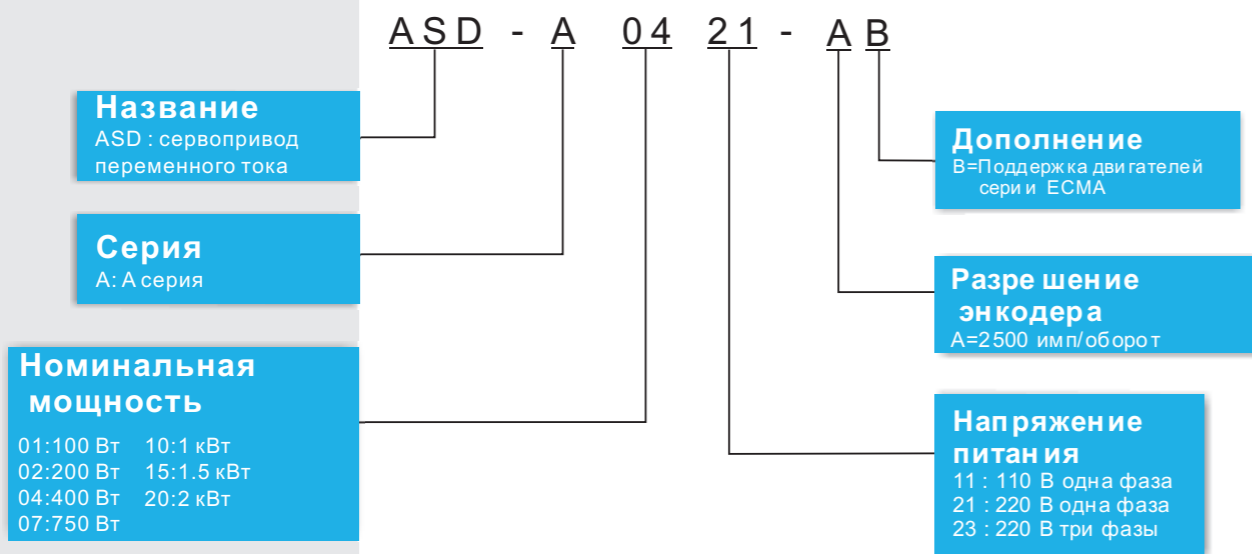 ASD - A 04 21 - A B
Название
ASD : сервопривод
переменного тока
Серия
A: A серия
Номинальная
мощность
01:100 Вт 10:1 кВт
02:200 Вт 15:1.5 кВт
04:400 Вт 20:2 кВт
07:750 Вт
Дополнение
B=Поддержка двигателей
серии ECMA
Разрешение
энкодера
A=2500 имп/оборот
Напряжение
питания
11 : 110 В одна фаза
21 : 220 В одна фаза
23 : 220 В три фазы